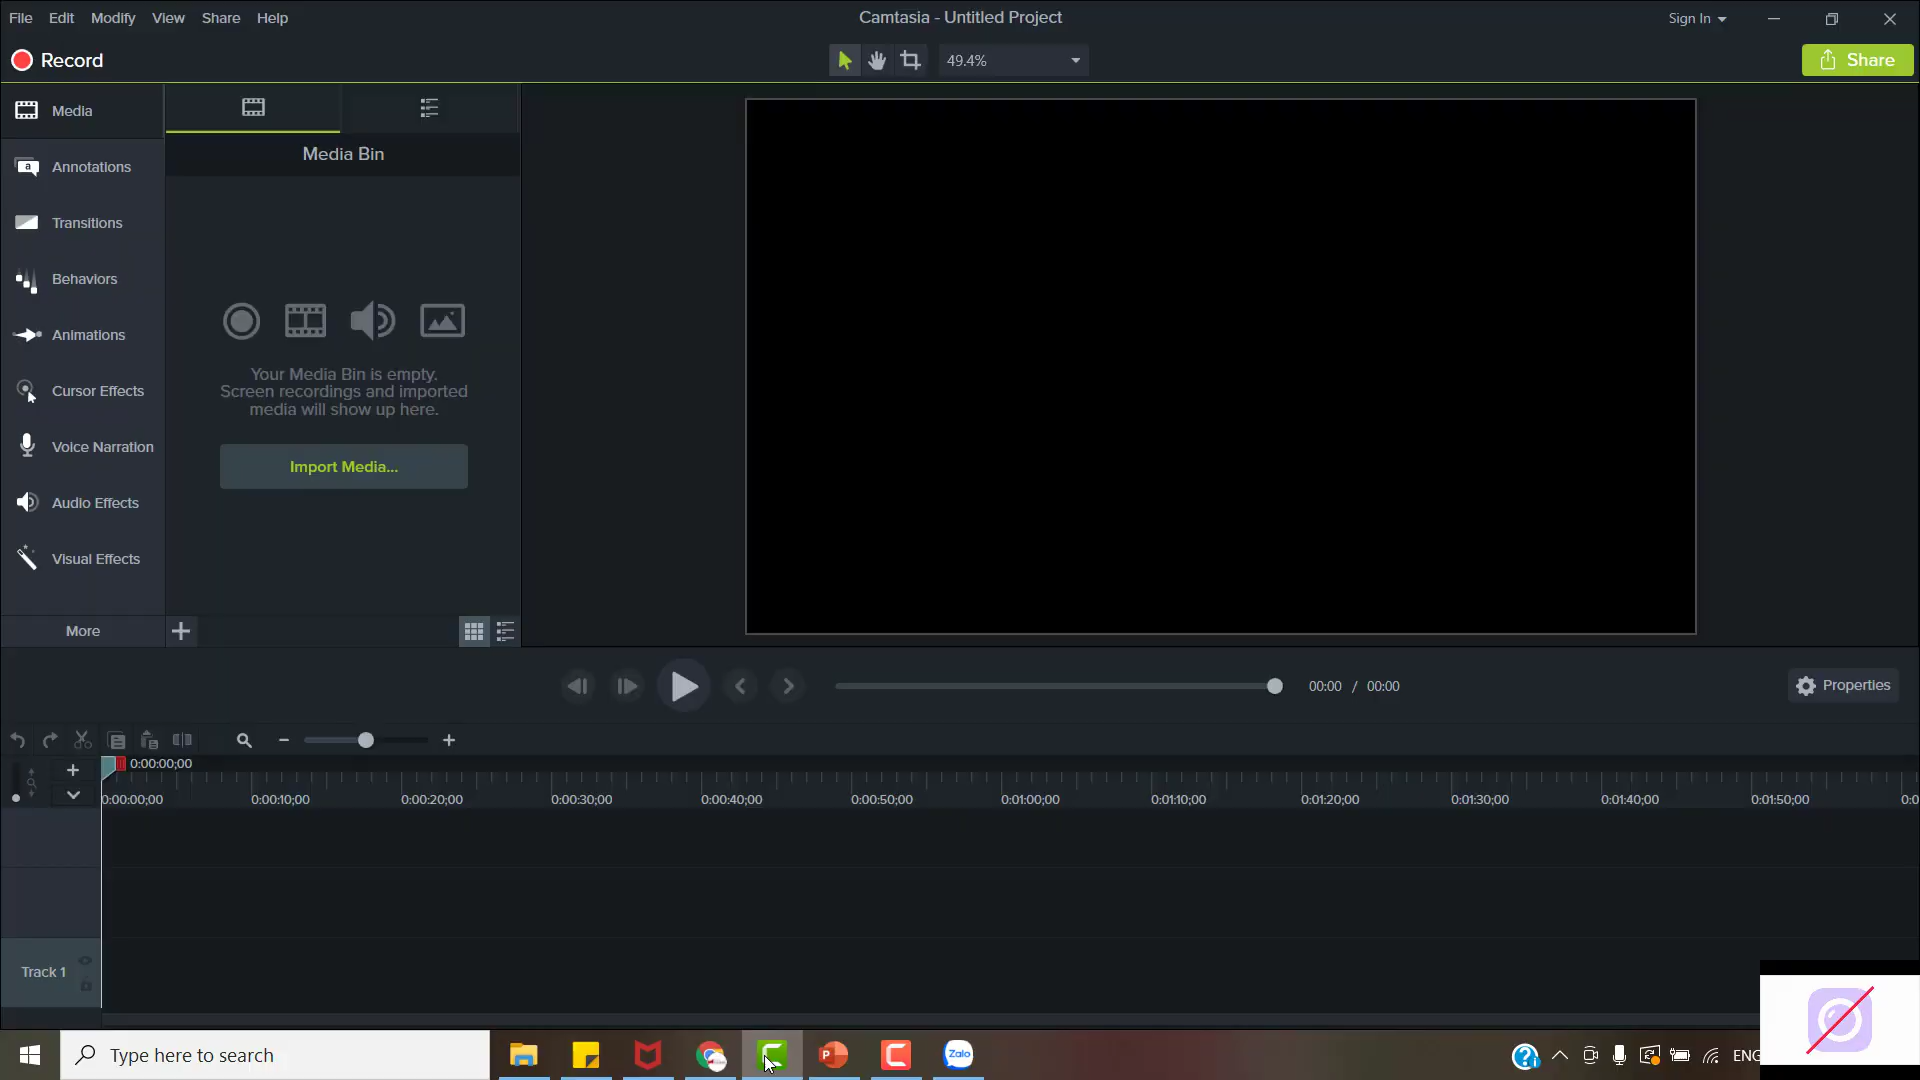 File Edit Modify View Share Help
Camtasia - Untitled Project
Sign In
Record
49.4%
Share
Media
Annotations
Transitions
Behaviors
Animations
Cursor Effects
Voice Narration
Audio Effects
Visual Effects
More
Media Bin
Your Media Bin is empty.
Screen recordings and imported
media will show up here.
Import Media...
00:00 / 00:00
Properties
0:00:00;00
0:00:00;00 0:00:10;00 0:00:20;00 0:00:30;00 0:00:40;00 0:00:50;00 0:01:00;00 0:01:10;00 0:01:20;00 0:01:30;00 0:01:40;00 0:01:50;00
Track 1
Type here to search
Zalo
ENG